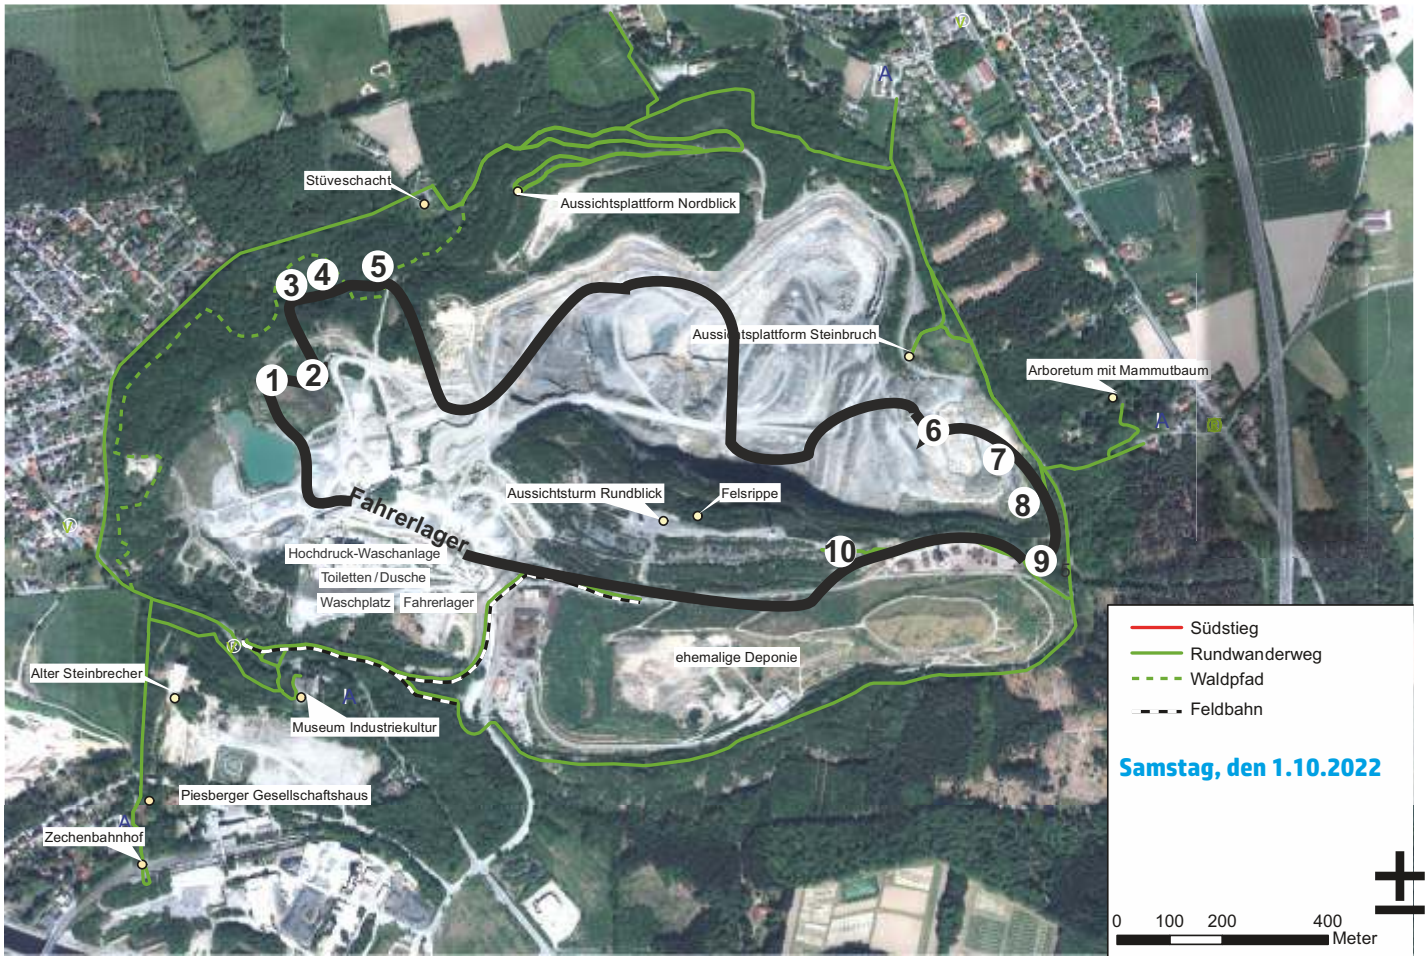 A
Stüveschacht
Aussichtsplattform Nordblick
3
4
5
Aussichtsplattform Steinbruch
1
2
Arboretum mit Mammutbaum
A
R
6
7
8
Aussichtsturm Rundblick
Felsrippe
Fahrerlager
10
9
Hochdruck-Waschanlage
Toiletten/Dusche
Waschplatz
Fahrerlager
R
ehemalige Deponie
Alter Steinbrecher
A
Museum Industriekultur
Piesberger Gesellschaftshaus
A
Zechenbahnhof
Südstieg
Rundwanderweg
Waldpfad
Feldbahn
Samstag, den 1.10.2022
0 100 200 400
Meter